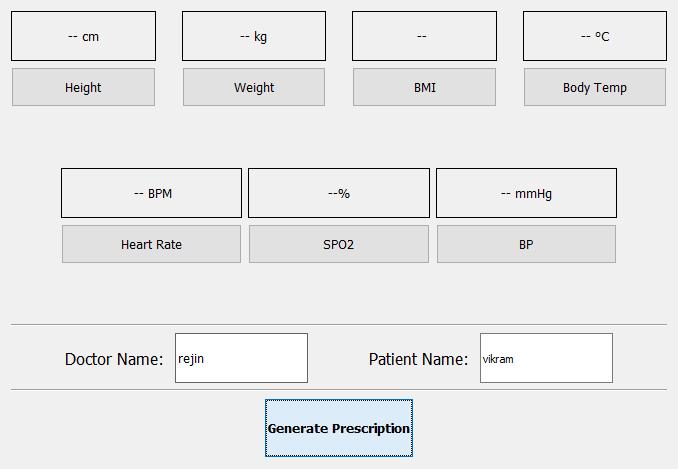 -- cm
-- kg
--
-- ºC
Height
Weight
BMI
Body Temp
-- BPM
--%
-- mmHg
Heart Rate
SPO2
BP
Doctor Name: rejin
Patient Name: vikram
Generate Prescription